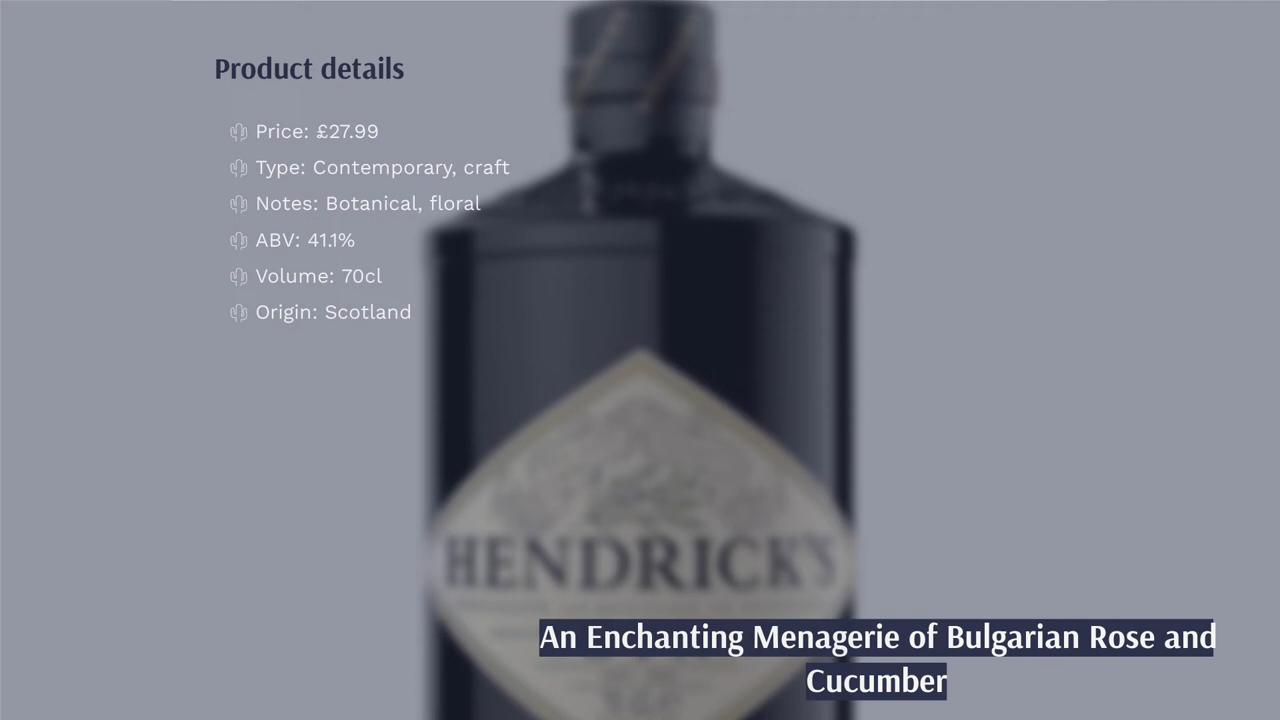 Product details
Price: £27.99
Type: Contemporary, craft
Notes: Botanical, floral
ABV: 41.1%
Volume: 70cl
Origin: Scotland
HENDRICK'S
An Enchanting Menagerie of Bulgarian Rose and
Cucumber